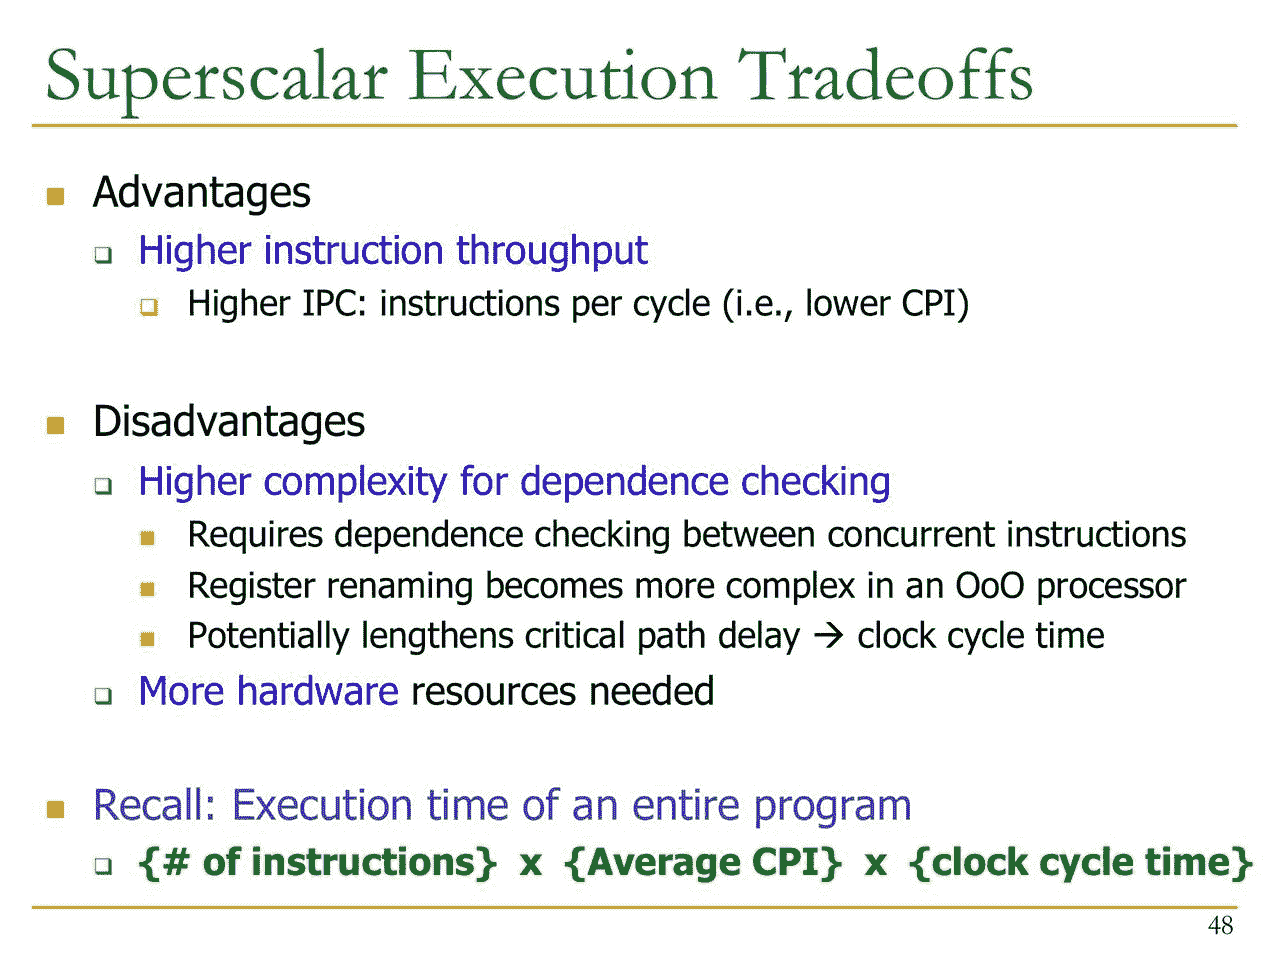 Superscalar Execution Tradeoffs
Advantages
Higher instruction throughput
Higher IPC: instructions per cycle (i.e., lower CPI)
Disadvantages
Higher complexity for dependence checking
Requires dependence checking between concurrent instructions
Register renaming becomes more complex in an OoO processor
Potentially lengthens critical path delay → clock cycle time
More hardware resources needed
Recall: Execution time of an entire program
{# of instructions} x {Average CPI} x {clock cycle time}
48